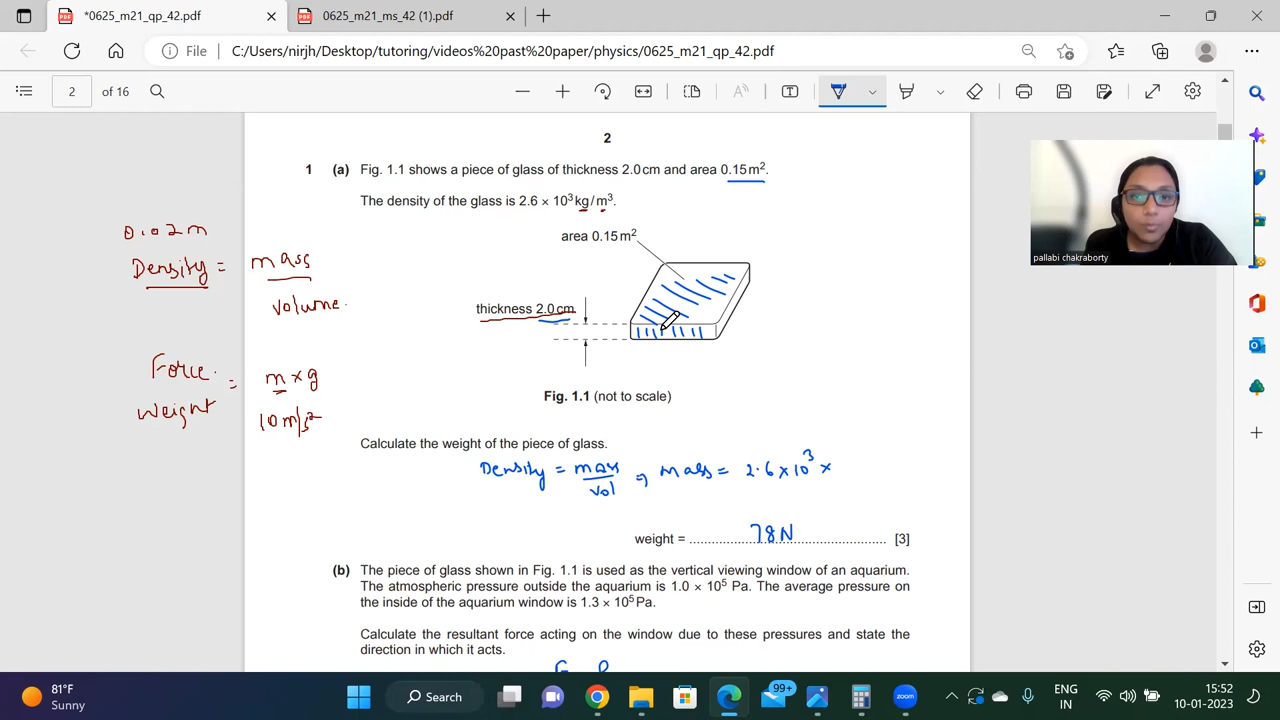 *0625_m21_qp_42.pdf
0625_m21_ms_42 (1).pdf
File
C:/Users/nirjh/Desktop/tutoring/videos%20past%20paper/physics/0625_m21_qp_42.pdf
2
of 16
2
1 (a) Fig. 1.1 shows a piece of glass of thickness 2.0 cm and area 0.15 m².
The density of the glass is 2.6 × 10³ kg/m³.
area 0.15 m²
0.02m
Density = mass
volume
thickness 2.0 cm
Force
Weight
= m × g
10m/s²
Fig. 1.1 (not to scale)
Calculate the weight of the piece of glass.
Density = mass
vol
⇒ mass = 2.6×10³ ×
weight = 78N [3]
(b) The piece of glass shown in Fig. 1.1 is used as the vertical viewing window of an aquarium.
The atmospheric pressure outside the aquarium is 1.0 × 10⁵ Pa. The average pressure on
the inside of the aquarium window is 1.3 × 10⁵ Pa.
Calculate the resultant force acting on the window due to these pressures and state the
direction in which it acts.
pallabi chakraborty
81°F
Sunny
Search
99+
zoom
ENG
IN
15:52
10-01-2023